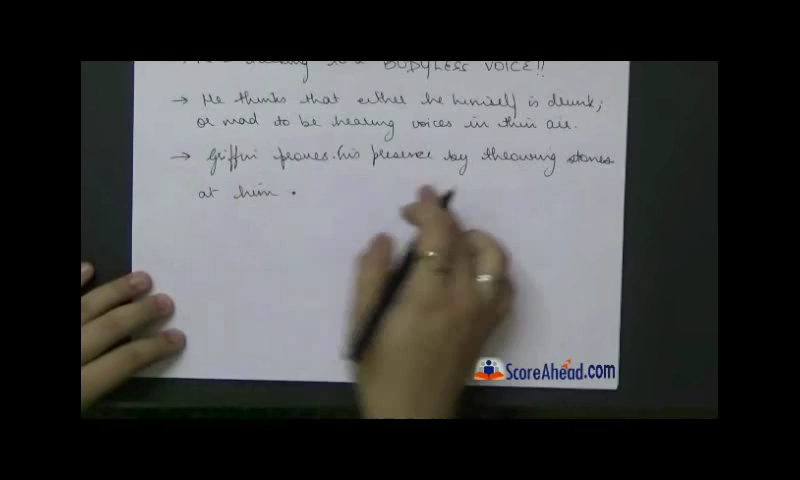 BODYLESS VOICE!!
→ He thinks that either he himself is drunk;
or mad to be hearing voices in thin air.
→ Griffin proves his presence by throwing stones
at him.
ScoreAhead.com